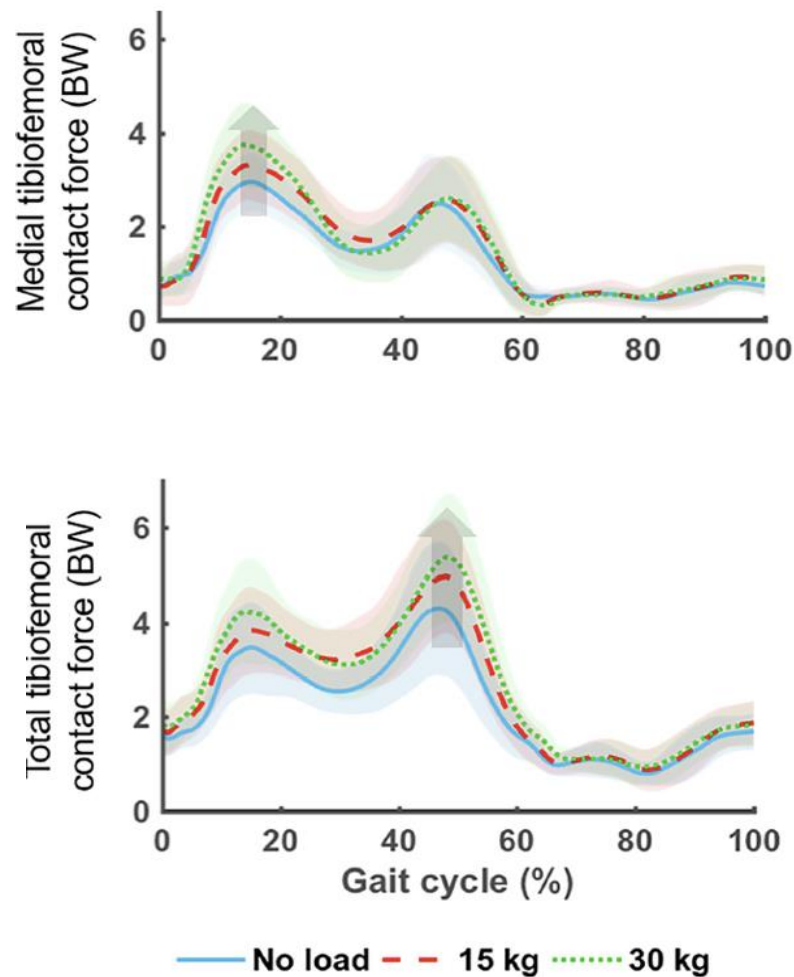 Medial tibiofemoral
contact force (BW)
6
4
2
0
0 20 40 60 80 100
Total tibiofemoral
contact force (BW)
6
4
2
0
0 20 40 60 80 100
Gait cycle (%)
No load 15 kg 30 kg